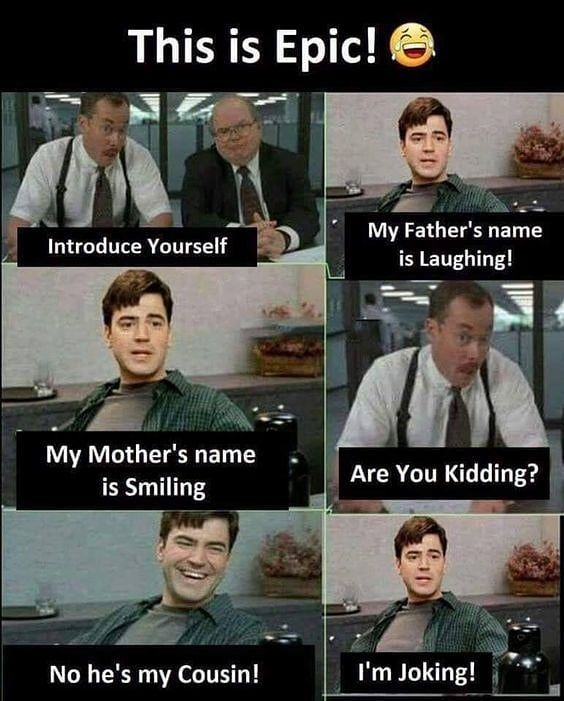 This is Epic! 😂
Introduce Yourself
My Father's name
is Laughing!
My Mother's name
is Smiling
Are You Kidding?
No he's my Cousin!
I'm Joking!